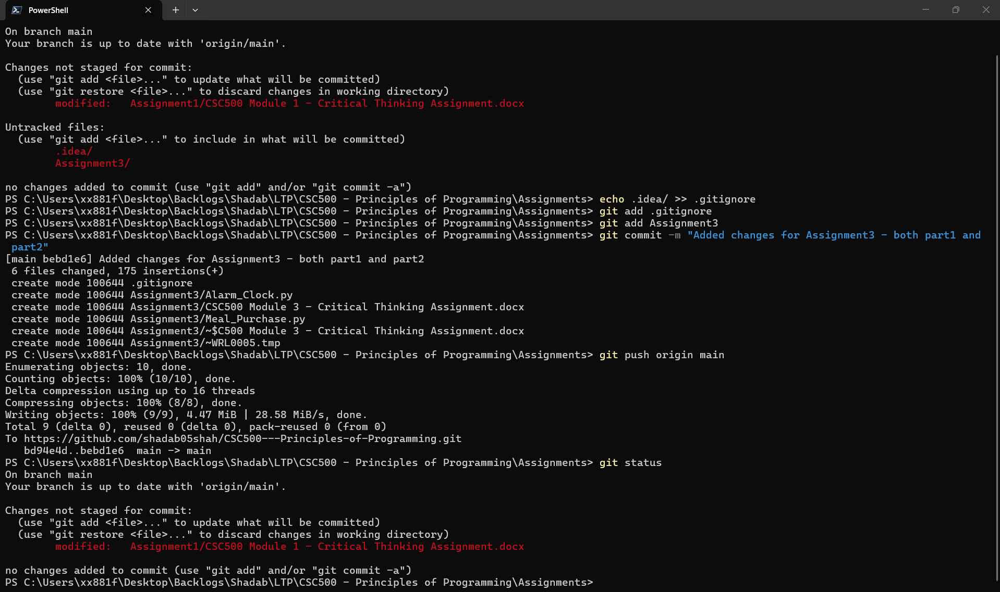 PowerShell
On branch main
Your branch is up to date with 'origin/main'.
Changes not staged for commit:
  (use "git add <file>..." to update what will be committed)
  (use "git restore <file>..." to discard changes in working directory)
        modified:   Assignment1/CSC500 Module 1 - Critical Thinking Assignment.docx
Untracked files:
  (use "git add <file>..." to include in what will be committed)
        .idea/
        Assignment3/
no changes added to commit (use "git add" and/or "git commit -a")
PS C:\Users\xx881f\Desktop\Backlogs\Shadab\LTP\CSC500 - Principles of Programming\Assignments> echo .idea/ >> .gitignore
PS C:\Users\xx881f\Desktop\Backlogs\Shadab\LTP\CSC500 - Principles of Programming\Assignments> git add .gitignore
PS C:\Users\xx881f\Desktop\Backlogs\Shadab\LTP\CSC500 - Principles of Programming\Assignments> git add Assignment3
PS C:\Users\xx881f\Desktop\Backlogs\Shadab\LTP\CSC500 - Principles of Programming\Assignments> git commit -m "Added changes for Assignment3 - both part1 and
 part2"
[main bebd1e6] Added changes for Assignment3 - both part1 and part2
 6 files changed, 175 insertions(+)
 create mode 100644 .gitignore
 create mode 100644 Assignment3/Alarm_Clock.py
 create mode 100644 Assignment3/CSC500 Module 3 - Critical Thinking Assignment.docx
 create mode 100644 Assignment3/Meal_Purchase.py
 create mode 100644 Assignment3/~$C500 Module 3 - Critical Thinking Assignment.docx
 create mode 100644 Assignment3/~WRL0005.tmp
PS C:\Users\xx881f\Desktop\Backlogs\Shadab\LTP\CSC500 - Principles of Programming\Assignments> git push origin main
Enumerating objects: 10, done.
Counting objects: 100% (10/10), done.
Delta compression using up to 16 threads
Compressing objects: 100% (8/8), done.
Writing objects: 100% (9/9), 4.47 MiB | 28.58 MiB/s, done.
Total 9 (delta 0), reused 0 (delta 0), pack-reused 0 (from 0)
To https://github.com/shadab05shah/CSC500---Principles-of-Programming.git
   bd94e4d..bebd1e6  main -> main
PS C:\Users\xx881f\Desktop\Backlogs\Shadab\LTP\CSC500 - Principles of Programming\Assignments> git status
On branch main
Your branch is up to date with 'origin/main'.
Changes not staged for commit:
  (use "git add <file>..." to update what will be committed)
  (use "git restore <file>..." to discard changes in working directory)
        modified:   Assignment1/CSC500 Module 1 - Critical Thinking Assignment.docx
no changes added to commit (use "git add" and/or "git commit -a")
PS C:\Users\xx881f\Desktop\Backlogs\Shadab\LTP\CSC500 - Principles of Programming\Assignments>